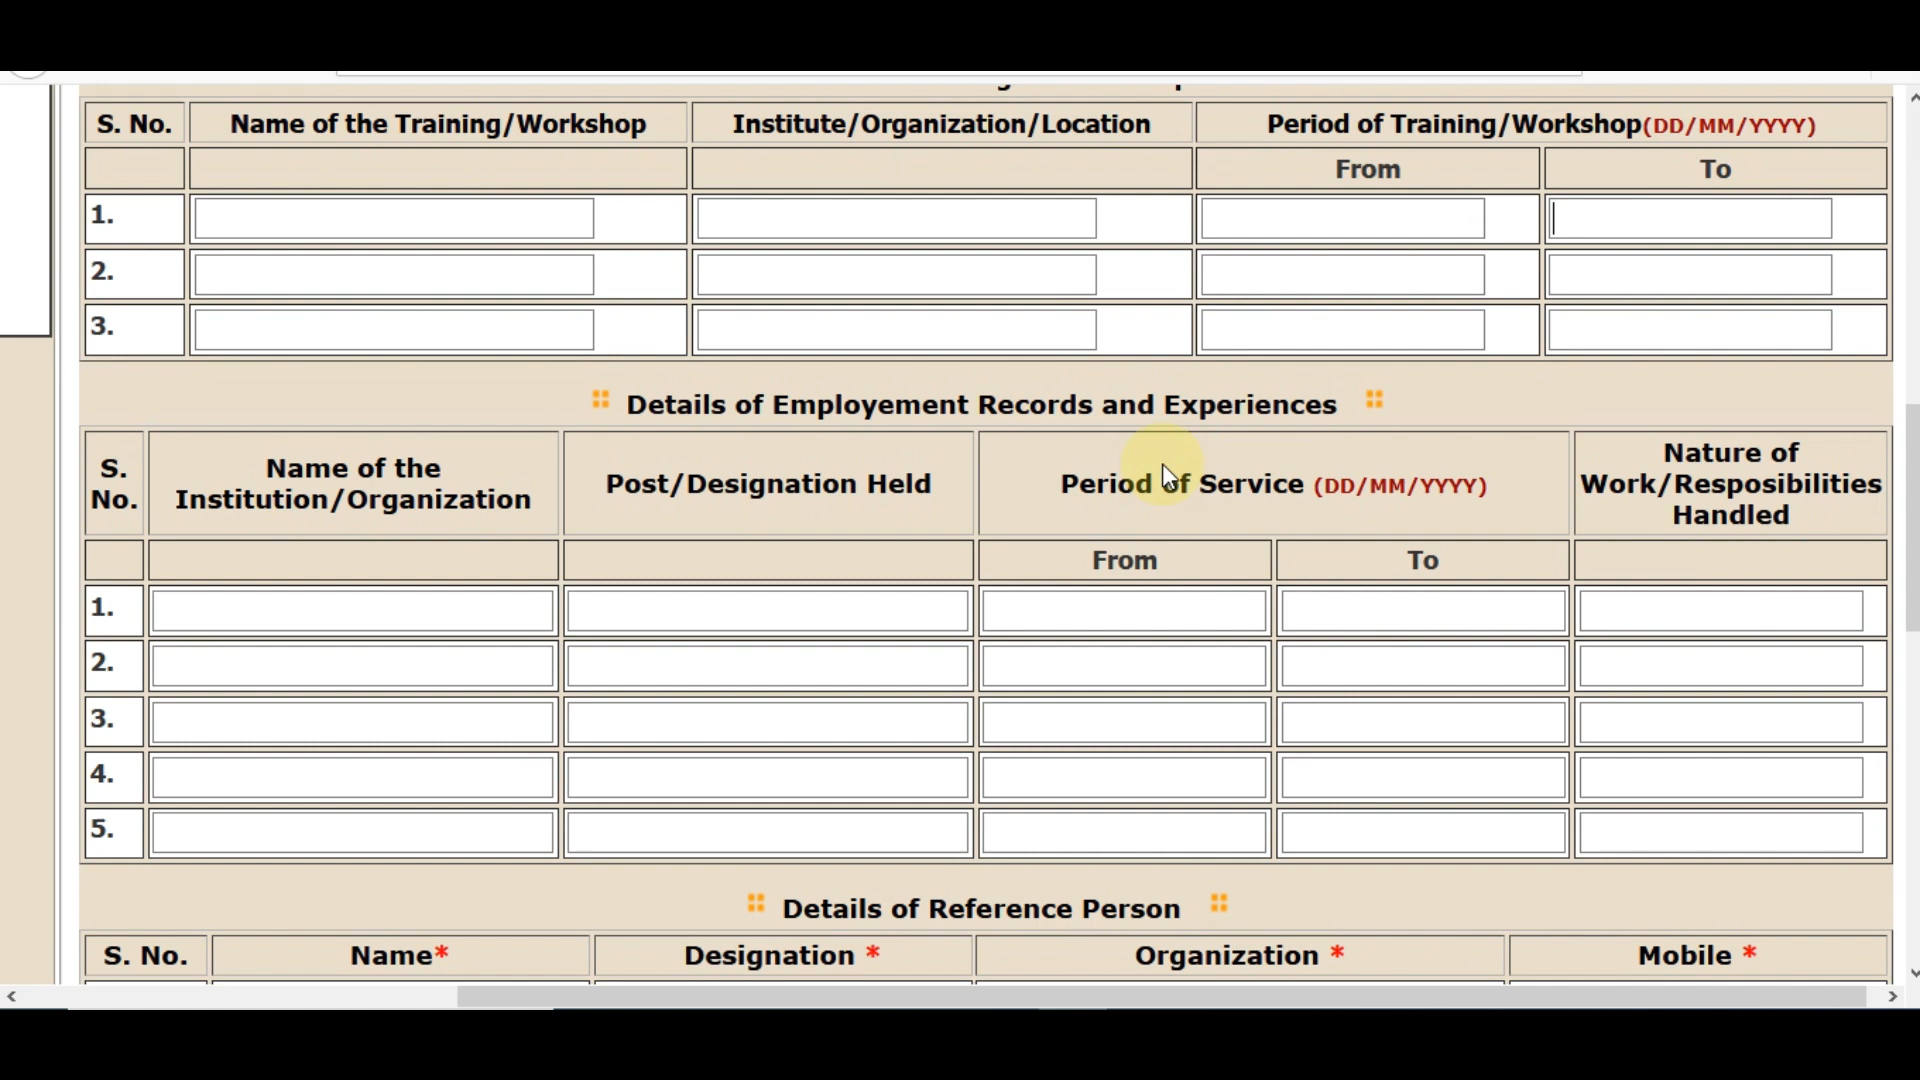 S. No. Name of the Training/Workshop Institute/Organization/Location Period of Training/Workshop(DD/MM/YYYY)
From To
1.
2.
3.
Details of Employement Records and Experiences
S. No. Name of the Institution/Organization Post/Designation Held Period of Service (DD/MM/YYYY) Nature of Work/Resposibilities Handled
From To
1.
2.
3.
4.
5.
Details of Reference Person
S. No. Name* Designation * Organization * Mobile *